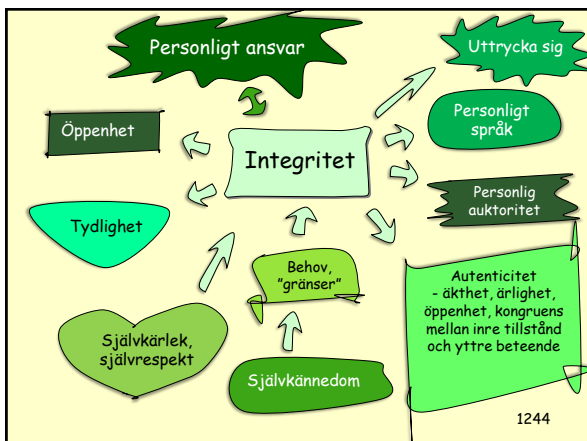 Personligt ansvar
Uttrycka sig
Öppenhet
Personligt
språk
Integritet
Personlig
auktoritet
Tydlighet
Behov,
"gränser"
Autenticitet
- äkthet, ärlighet,
öppenhet, kongruens
mellan inre tillstånd
och yttre beteende
Självkärlek,
självrespekt
Självkännedom
1244